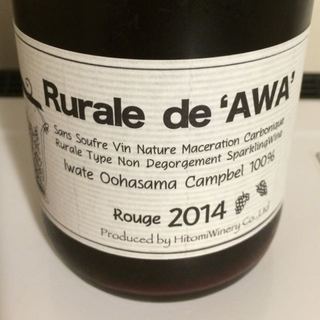 Rurale de 'AWA'
Sans Soufre Vin Nature Maceration Carbonique
Rurale Type Non Degorgement SparklingWine
Iwate Oohasama Campbel 100%
Rouge 2014
Produced by HitomiWinery Co.,Ltd